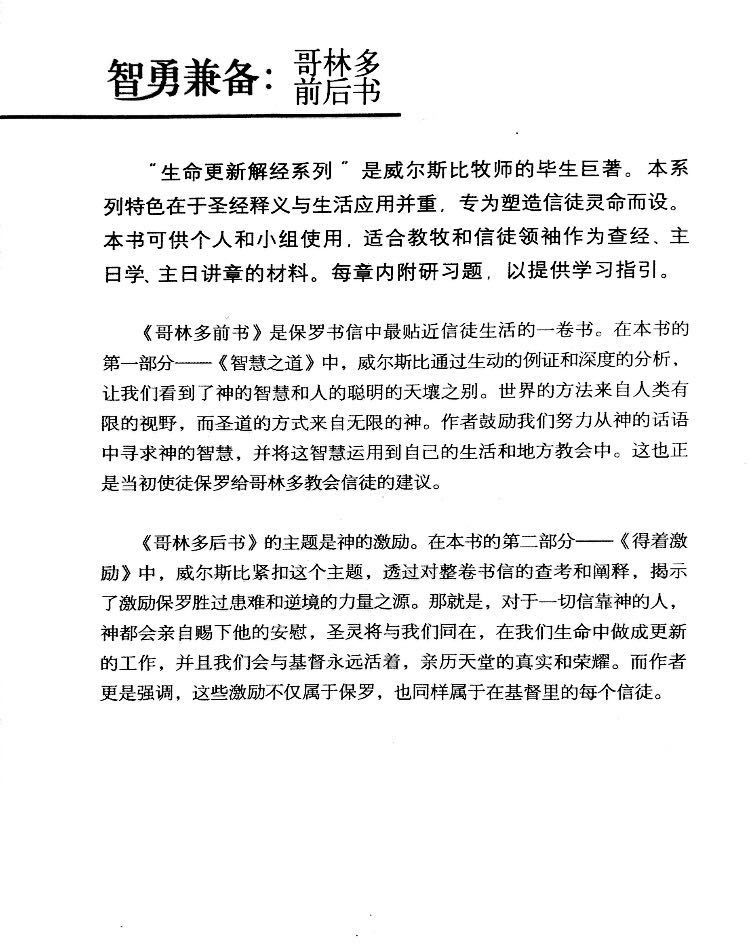 智勇兼备：哥林多
前后书
“生命更新解经系列”是威尔斯比牧师的毕生巨著。本系
列特色在于圣经释义与生活应用并重，专为塑造信徒灵命而设。
本书可供个人和小组使用，适合教牧和信徒领袖作为查经、主
日学、主日讲章的材料。每章内附研习题，以提供学习指引。
《哥林多前书》是保罗书信中最贴近信徒生活的一卷书。在本书的
第一部分——《智慧之道》中，威尔斯比通过生动的例证和深度的分析，
让我们看到了神的智慧和人的聪明的天壤之别。世界的方法来自人类有
限的视野，而圣道的方式来自无限的神。作者鼓励我们努力从神的话语
中寻求神的智慧，并将这智慧运用到自己的生活和地方教会中。这也正
是当初使徒保罗给哥林多教会信徒的建议。
《哥林多后书》的主题是神的激励。在本书的第二部分——《得着激
励》中，威尔斯比紧扣这个主题，透过对整卷书信的查考和阐释，揭示
了激励保罗胜过患难和逆境的力量之源。那就是，对于一切信靠神的人，
神都会亲自赐下他的安慰，圣灵将与我们同在，在我们生命中做成更新
的工作，并且我们会与基督永远活着，亲历天堂的真实和荣耀。而作者
更是强调，这些激励不仅属于保罗，也同样属于在基督里的每个信徒。